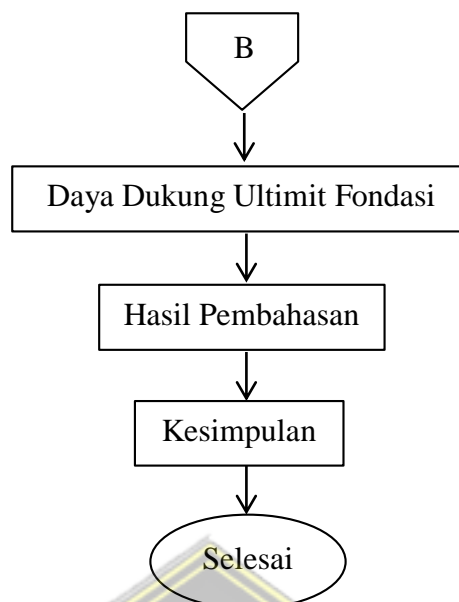 B
Daya Dukung Ultimit Fondasi
Hasil Pembahasan
Kesimpulan
Selesai